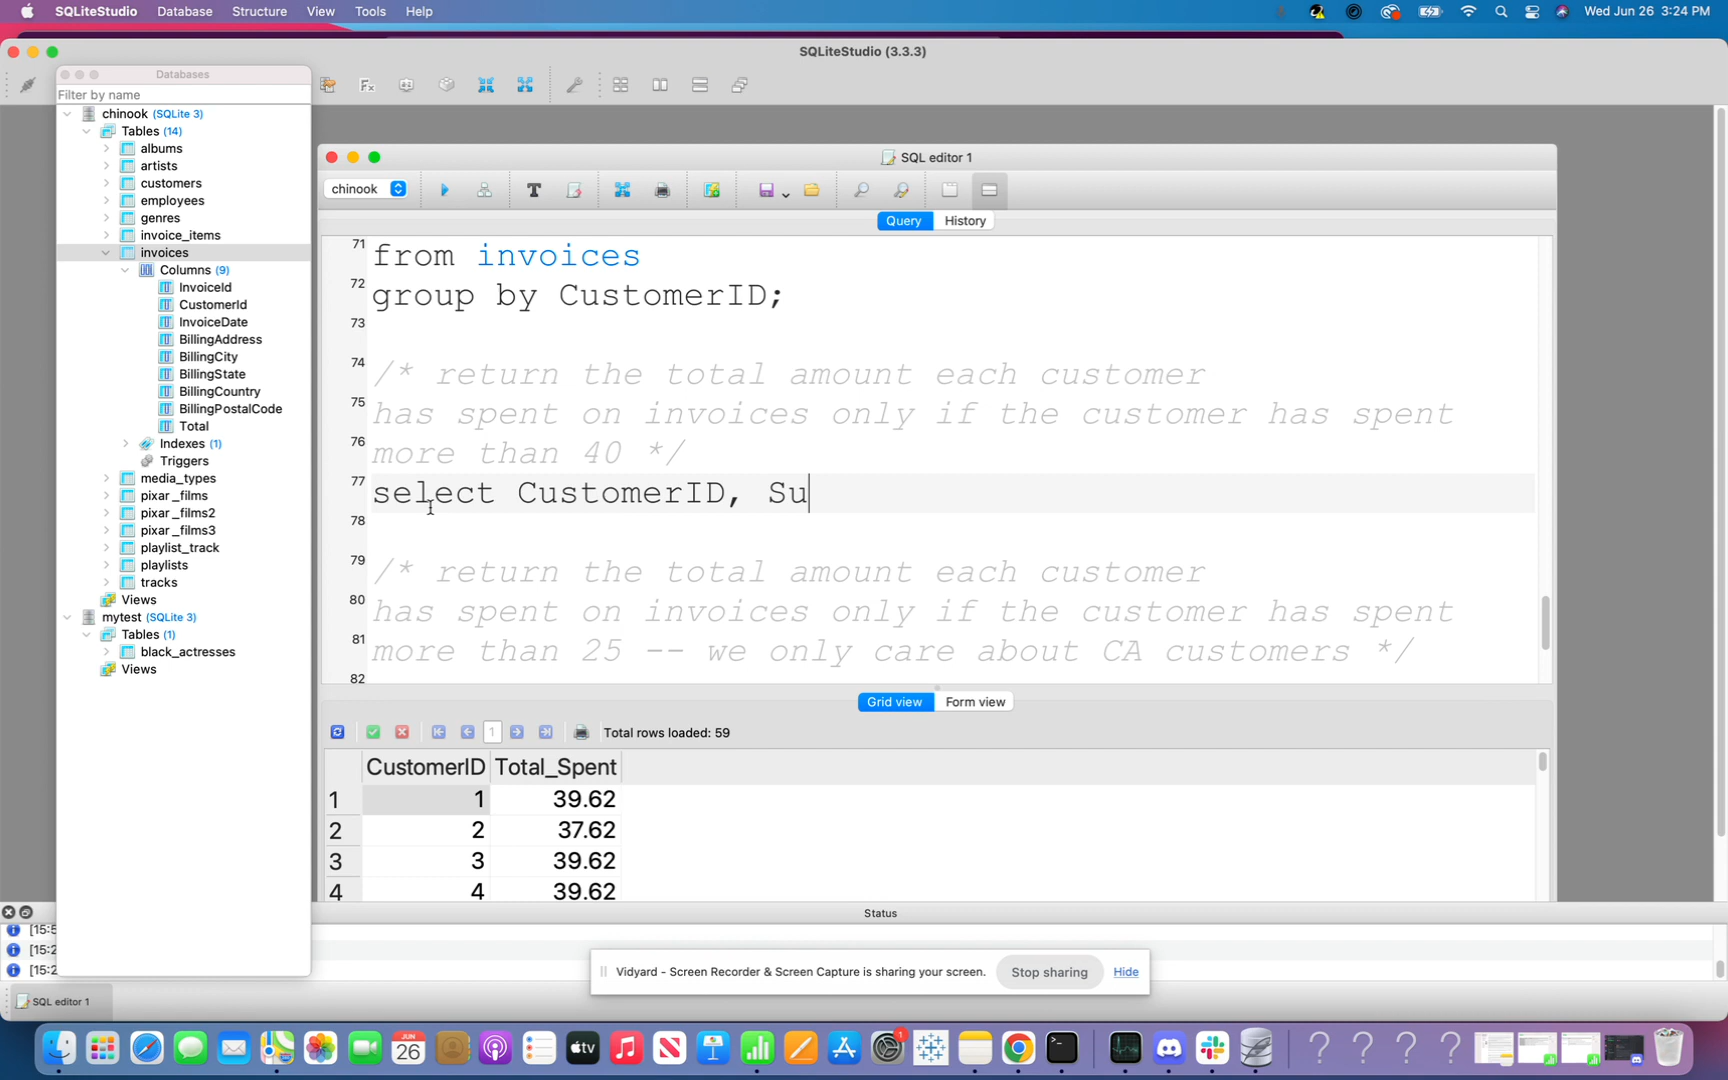 SQLiteStudio Database Structure View Tools Help
Wed Jun 26 3:24 PM
SQLiteStudio (3.3.3)
Databases
Filter by name
chinook (SQLite 3)
Tables (14)
albums
artists
customers
employees
genres
invoice_items
invoices
Columns (9)
InvoiceId
CustomerId
InvoiceDate
BillingAddress
BillingCity
BillingState
BillingCountry
BillingPostalCode
Total
Indexes (1)
Triggers
media_types
pixar_films
pixar_films2
pixar_films3
playlist_track
playlists
tracks
Views
mytest (SQLite 3)
Tables (1)
black_actresses
Views
SQL editor 1
chinook
Query History
71 from invoices
72 group by CustomerID;
73
74 /* return the total amount each customer
75 has spent on invoices only if the customer has spent
76 more than 40 */
77 select CustomerID, Su
78
79 /* return the total amount each customer
80 has spent on invoices only if the customer has spent
81 more than 25 -- we only care about CA customers */
82
Grid view Form view
1 Total rows loaded: 59
CustomerID Total_Spent
1 1 39.62
2 2 37.62
3 3 39.62
4 4 39.62
Status
[15:5
[15:2
[15:2
Vidyard - Screen Recorder & Screen Capture is sharing your screen. Stop sharing Hide
SQL editor 1
JUN
26
tv
1